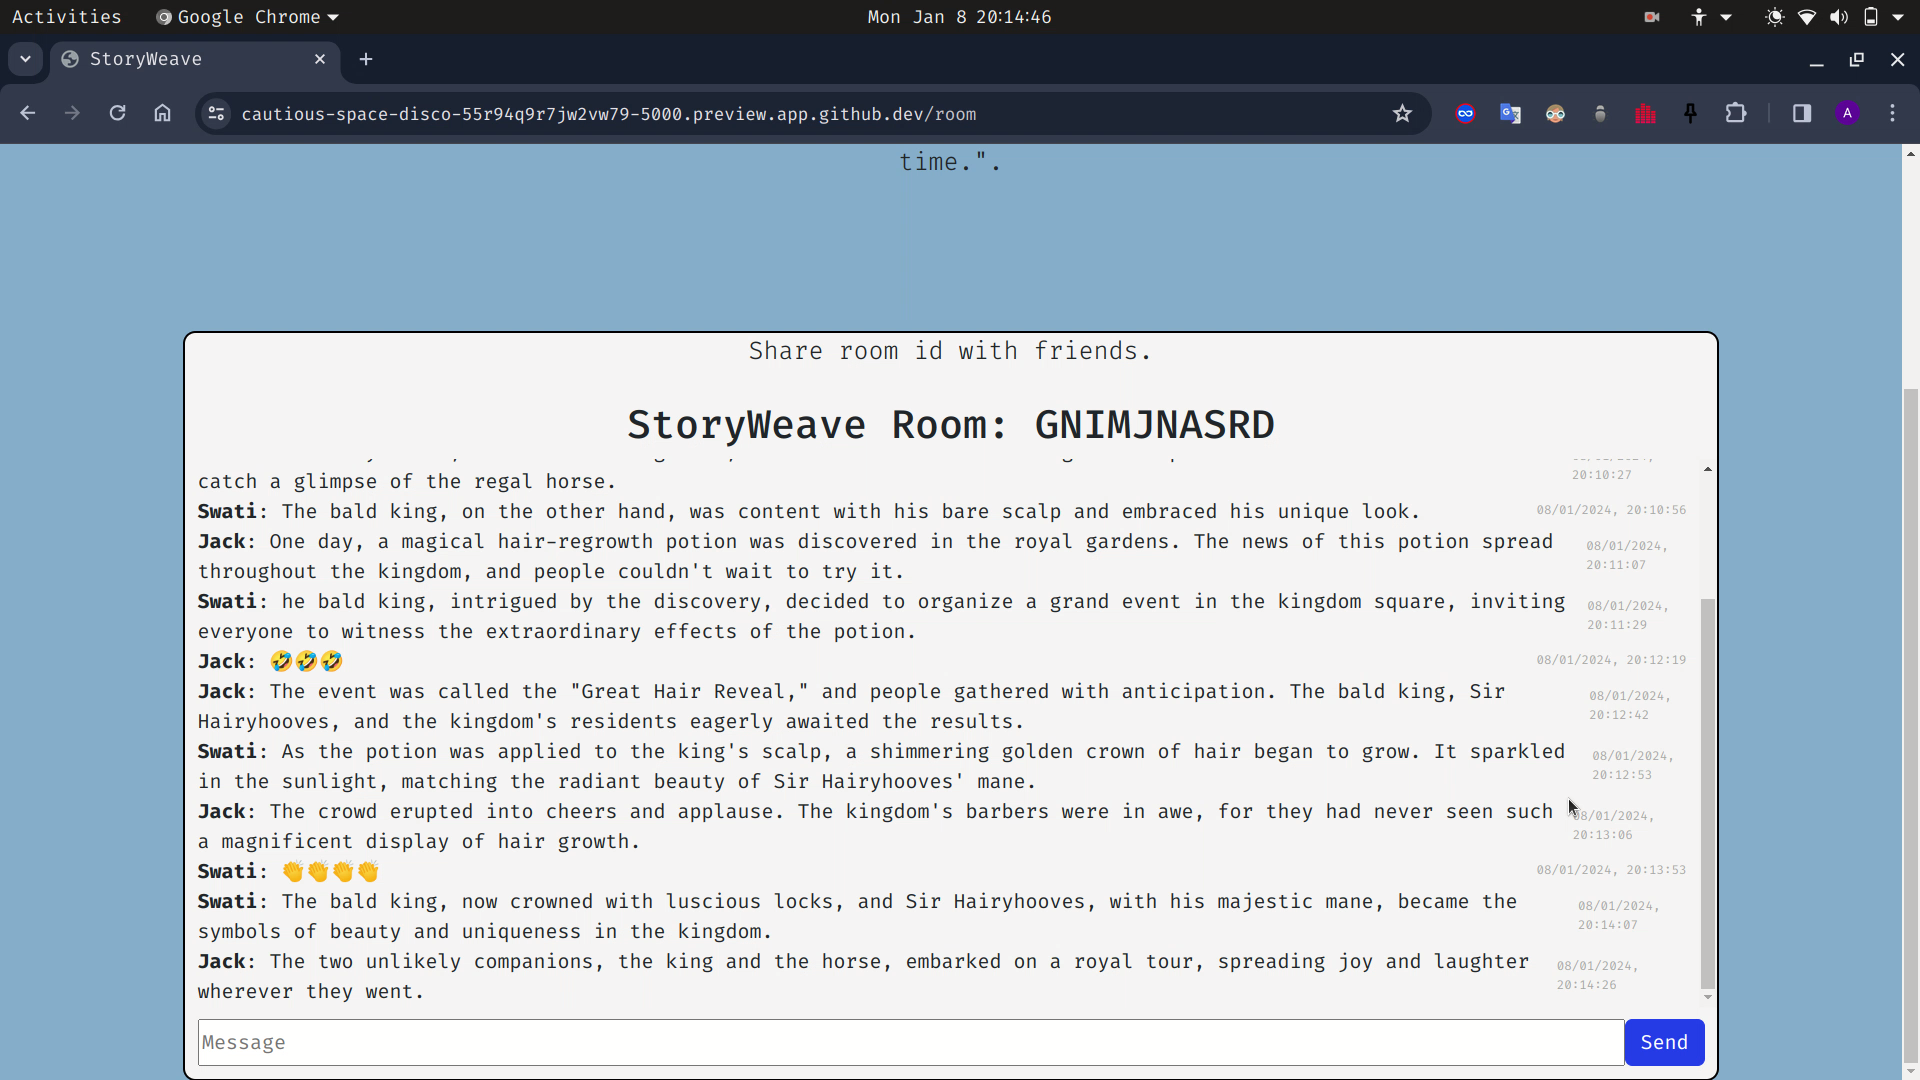 Activities Google Chrome Mon Jan 8 20:14:46
StoryWeave
cautious-space-disco-55r94q9r7jw2vw79-5000.preview.app.github.dev/room A
time.".
Share room id with friends.
StoryWeave Room: GNIMJNASRD
catch a glimpse of the regal horse. 20:10:27
Swati: The bald king, on the other hand, was content with his bare scalp and embraced his unique look. 08/01/2024, 20:10:56
Jack: One day, a magical hair-regrowth potion was discovered in the royal gardens. The news of this potion spread 08/01/2024,
throughout the kingdom, and people couldn't wait to try it. 20:11:07
Swati: he bald king, intrigued by the discovery, decided to organize a grand event in the kingdom square, inviting 08/01/2024,
everyone to witness the extraordinary effects of the potion. 20:11:29
Jack: 🤣🤣🤣 08/01/2024, 20:12:19
Jack: The event was called the "Great Hair Reveal," and people gathered with anticipation. The bald king, Sir 08/01/2024,
Hairyhooves, and the kingdom's residents eagerly awaited the results. 20:12:42
Swati: As the potion was applied to the king's scalp, a shimmering golden crown of hair began to grow. It sparkled 08/01/2024,
in the sunlight, matching the radiant beauty of Sir Hairyhooves' mane. 20:12:53
Jack: The crowd erupted into cheers and applause. The kingdom's barbers were in awe, for they had never seen such 08/01/2024,
a magnificent display of hair growth. 20:13:06
Swati: 👏👏👏👏 08/01/2024, 20:13:53
Swati: The bald king, now crowned with luscious locks, and Sir Hairyhooves, with his majestic mane, became the 08/01/2024,
symbols of beauty and uniqueness in the kingdom. 20:14:07
Jack: The two unlikely companions, the king and the horse, embarked on a royal tour, spreading joy and laughter 08/01/2024,
wherever they went. 20:14:26
Message Send